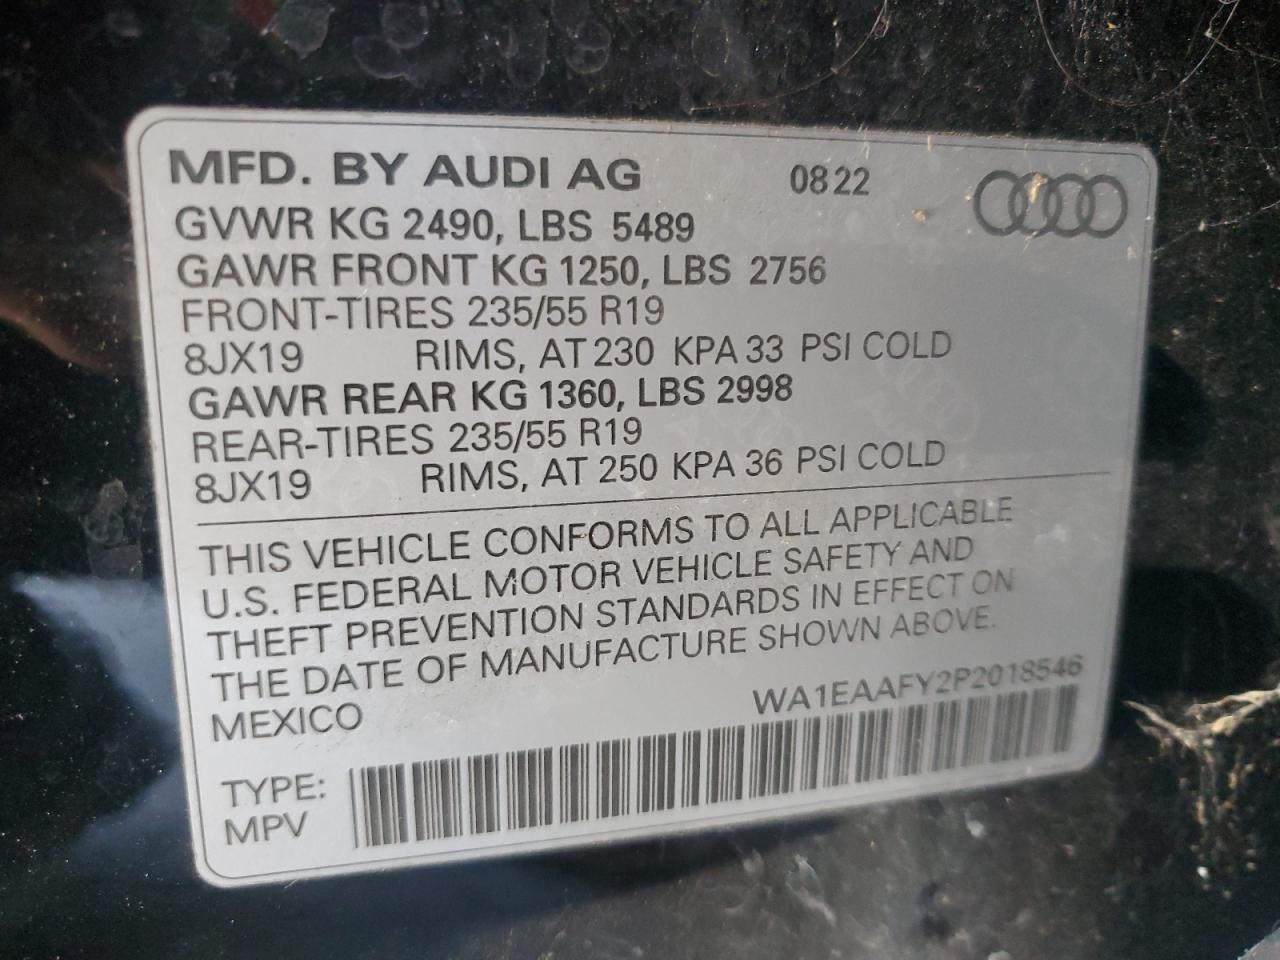 MFD. BY AUDI AG 0822
GVWR KG 2490, LBS 5489
GAWR FRONT KG 1250, LBS 2756
FRONT-TIRES 235/55 R19
8JX19 RIMS, AT 230 KPA 33 PSI COLD
GAWR REAR KG 1360, LBS 2998
REAR-TIRES 235/55 R19
8JX19 RIMS, AT 250 KPA 36 PSI COLD
THIS VEHICLE CONFORMS TO ALL APPLICABLE
U.S. FEDERAL MOTOR VEHICLE SAFETY AND
THEFT PREVENTION STANDARDS IN EFFECT ON
THE DATE OF MANUFACTURE SHOWN ABOVE.
MEXICO WA1EAAFY2P2018546
TYPE:
MPV